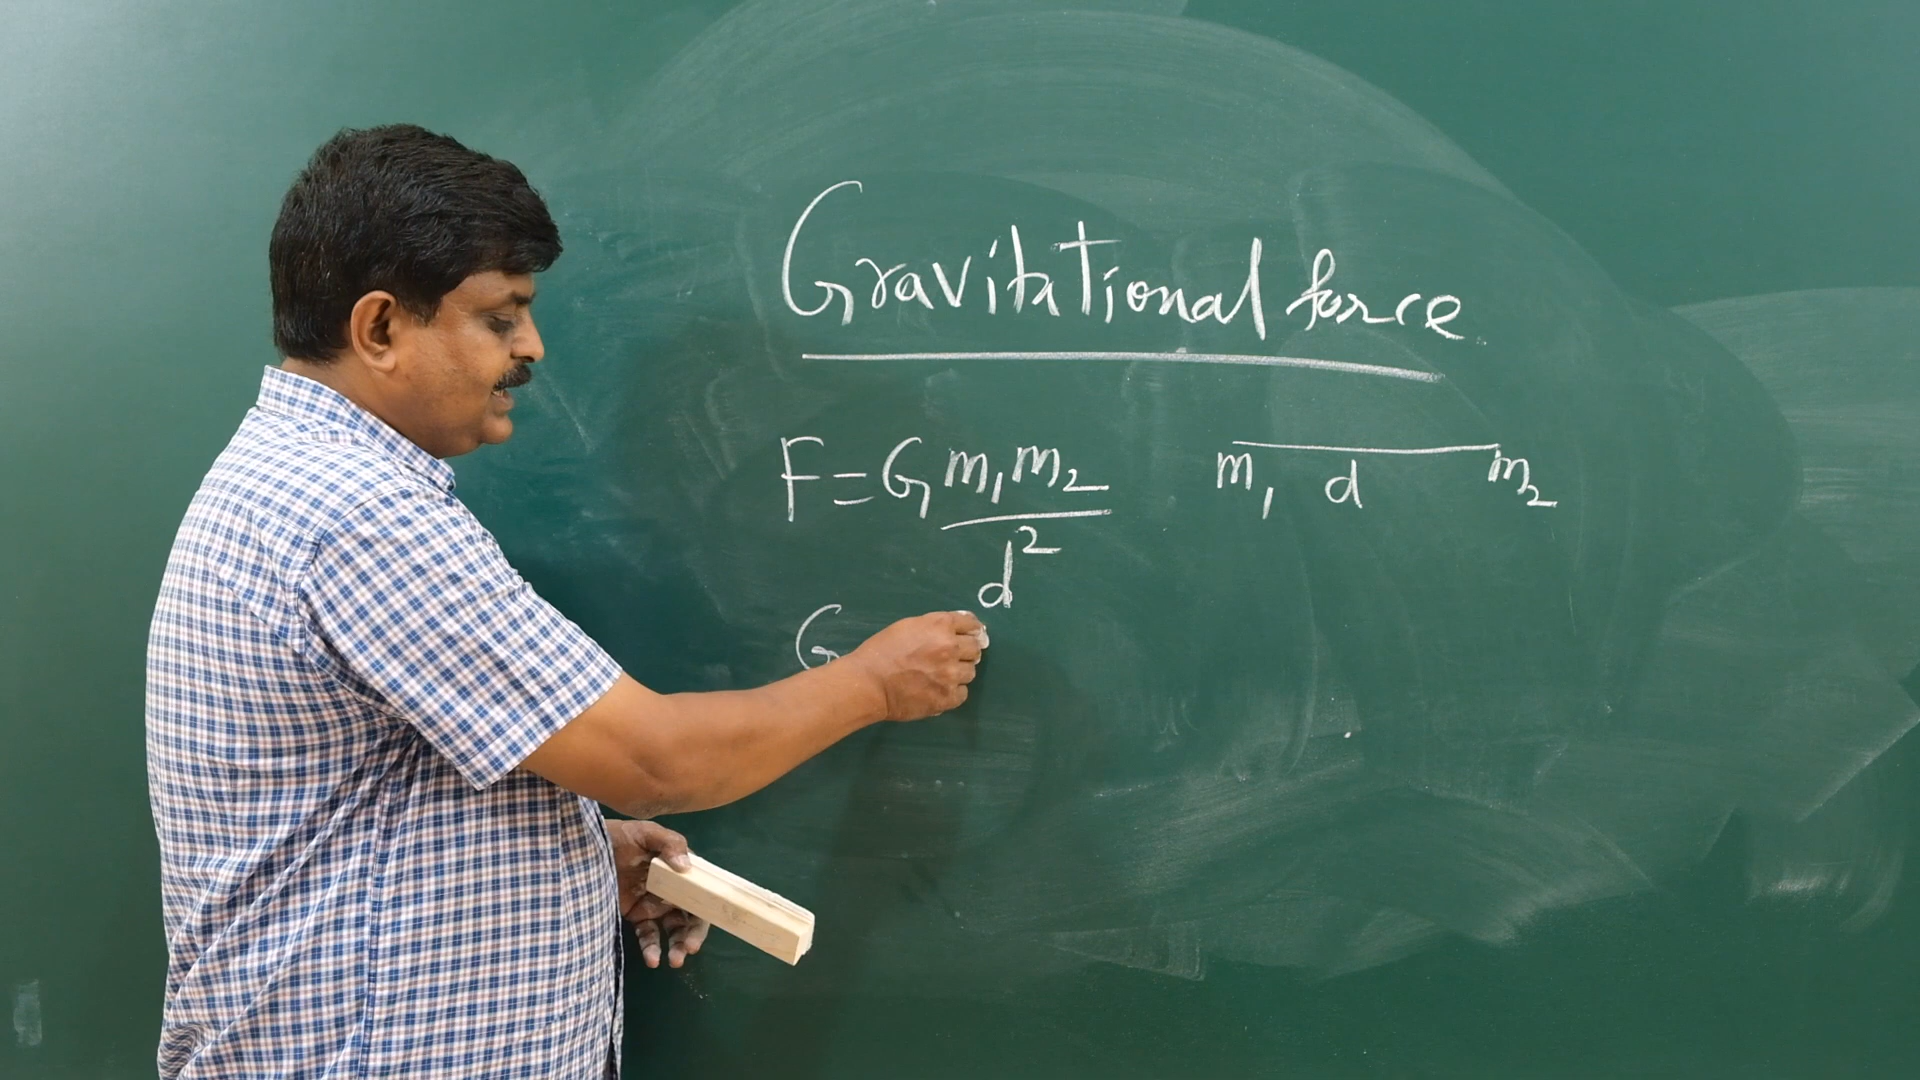 Gravitational force
F = G m₁m₂ / d²
m₁ d m₂
G